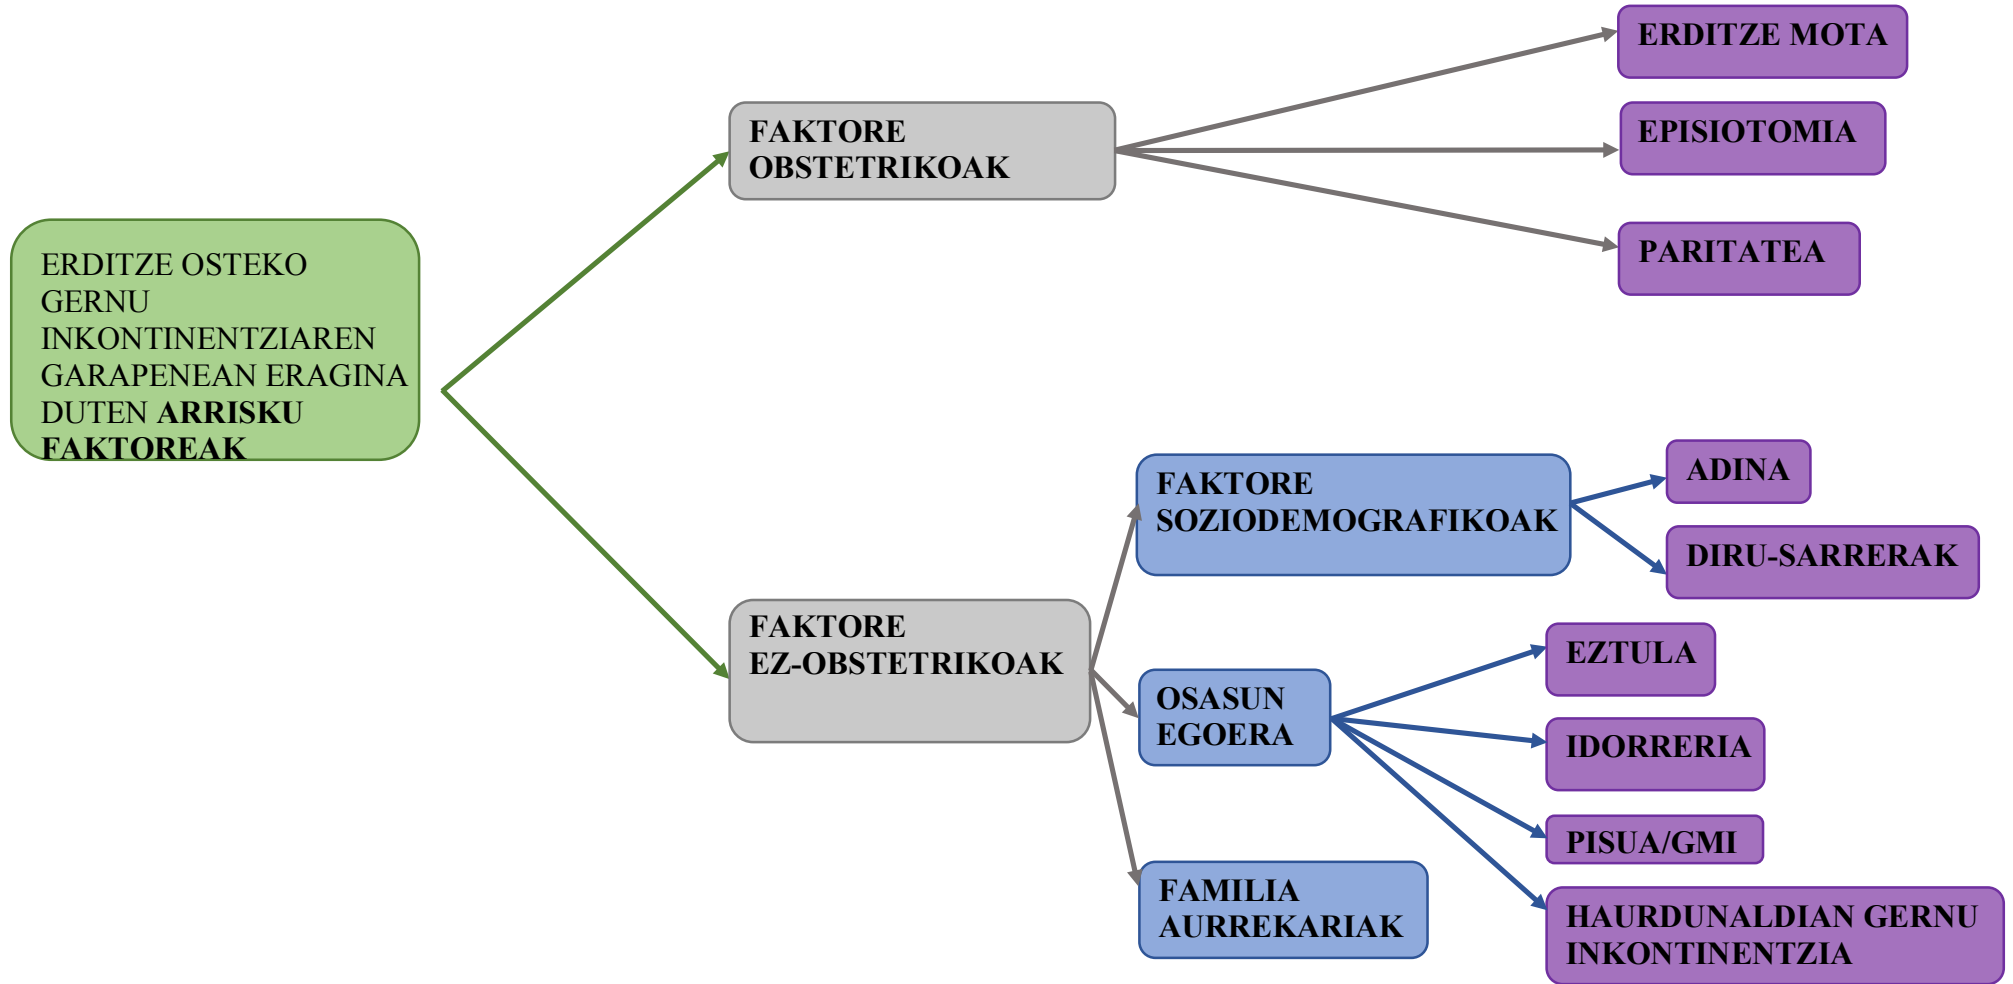 ERDITZE OSTEKO
GERNU
INKONTINENTZIAREN
GARAPENEAN ERAGINA
DUTEN ARRISKU
FAKTOREAK
FAKTORE
OBSTETRIKOAK
ERDITZE MOTA
EPISIOTOMIA
PARITATEA
FAKTORE
EZ-OBSTETRIKOAK
FAKTORE
SOZIODEMOGRAFIKOAK
ADINA
DIRU-SARRERAK
OSASUN
EGOERA
EZTULA
IDORRERIA
PISUA/GMI
HAURDUNALDIAN GERNU
INKONTINENTZIA
FAMILIA
AURREKARIAK